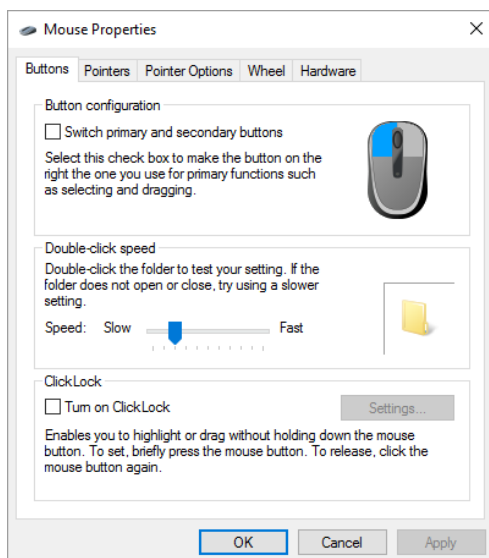 Mouse Properties
Buttons Pointers Pointer Options Wheel Hardware
Button configuration
Switch primary and secondary buttons
Select this check box to make the button on the
right the one you use for primary functions such
as selecting and dragging.
Double-click speed
Double-click the folder to test your setting. If the
folder does not open or close, try using a slower
setting.
Speed: Slow Fast
ClickLock
Turn on ClickLock Settings...
Enables you to highlight or drag without holding down the mouse
button. To set, briefly press the mouse button. To release, click the
mouse button again.
OK Cancel Apply